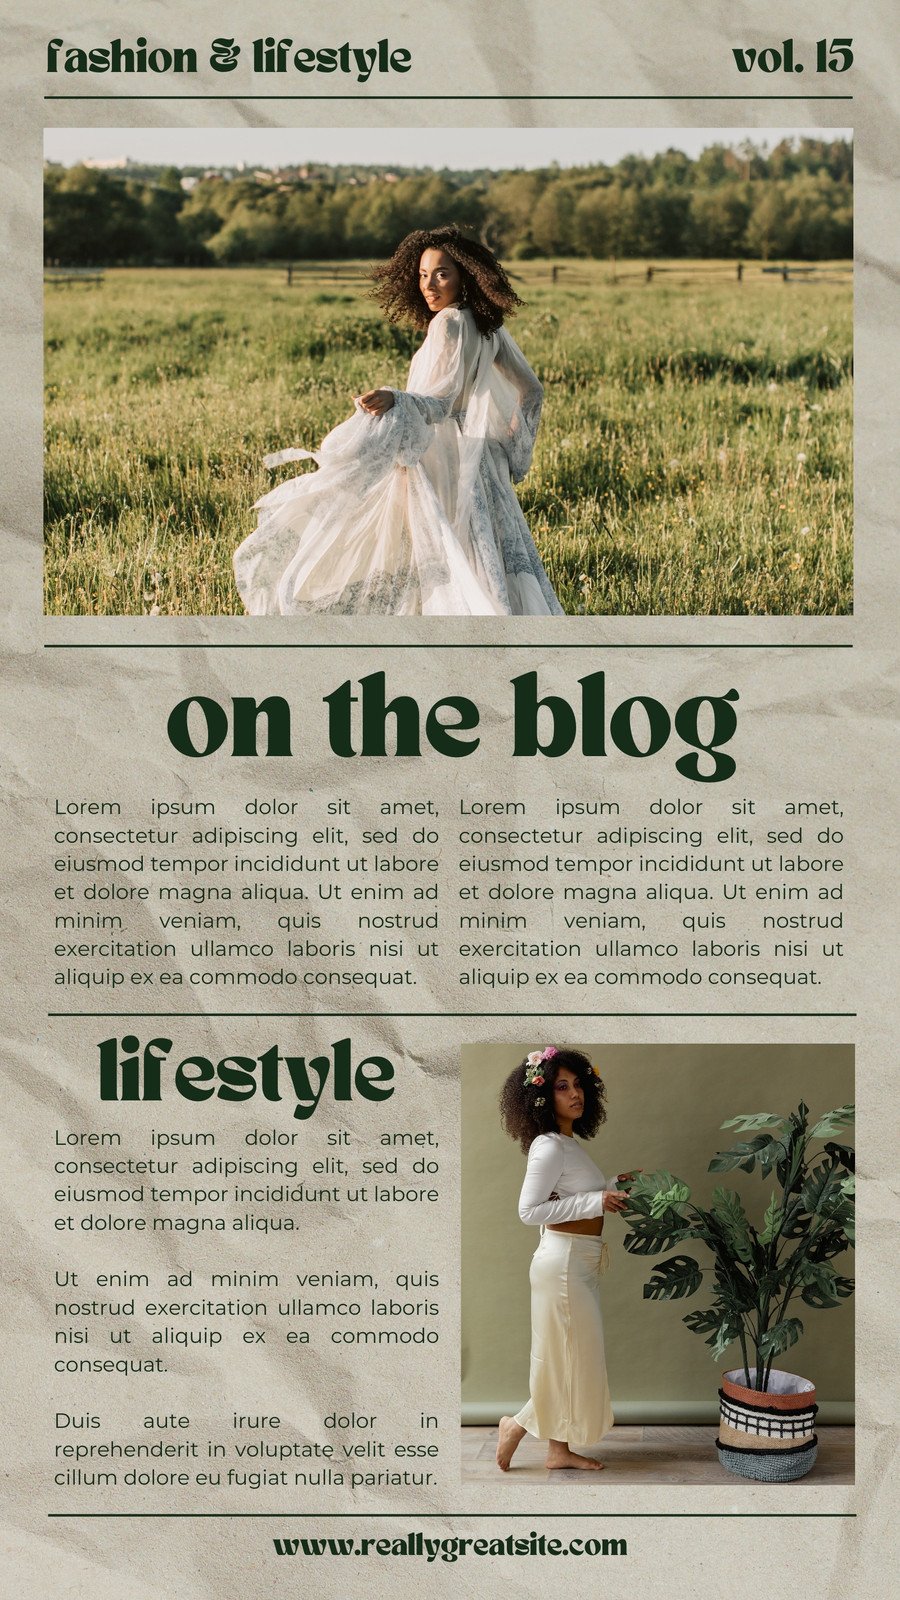 fashion & lifestyle
vol. 15
on the blog
Lorem ipsum dolor sit amet,
consectetur adipiscing elit, sed do
eiusmod tempor incididunt ut labore
et dolore magna aliqua. Ut enim ad
minim veniam, quis nostrud
exercitation ullamco laboris nisi ut
aliquip ex ea commodo consequat.
Lorem ipsum dolor sit amet,
consectetur adipiscing elit, sed do
eiusmod tempor incididunt ut labore
et dolore magna aliqua. Ut enim ad
minim veniam, quis nostrud
exercitation ullamco laboris nisi ut
aliquip ex ea commodo consequat.
lifestyle
Lorem ipsum dolor sit amet,
consectetur adipiscing elit, sed do
eiusmod tempor incididunt ut labore
et dolore magna aliqua.
Ut enim ad minim veniam, quis
nostrud exercitation ullamco laboris
nisi ut aliquip ex ea commodo
consequat.
Duis aute irure dolor in
reprehenderit in voluptate velit esse
cillum dolore eu fugiat nulla pariatur.
www.reallygreatsite.com